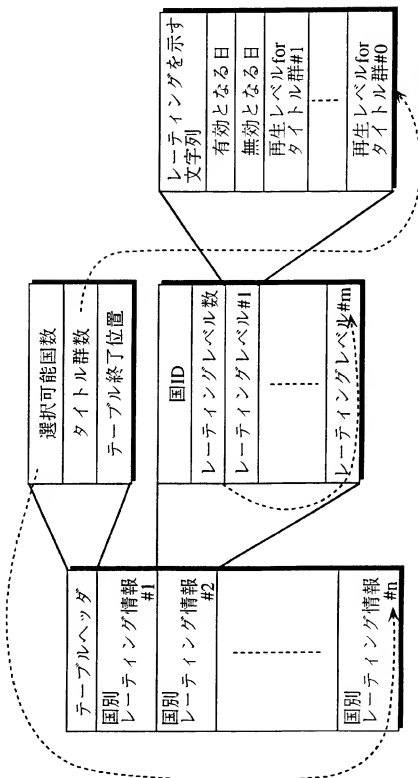 テーブルヘッダ
国別
レーティング情報
#1
国別
レーティング情報
#2
国別
レーティング情報
#n
選択可能国数
タイトル群数
テーブル終了位置
国ID
レーティングレベル数
レーティングレベル#1
レーティングレベル#m
レーティングを示す
文字列
有効となる日
無効となる日
再生レベルfor
タイトル群#1
再生レベルfor
タイトル群#0